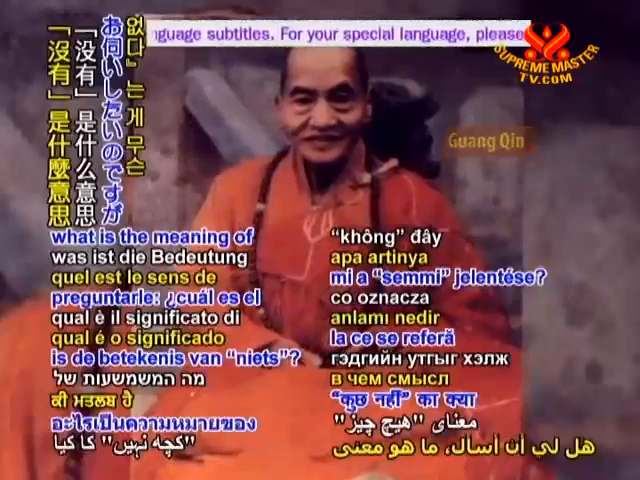 nguage subtitles. For your special language, please
SUPREME MASTER
TV.COM
Guang Qin
없다』는 게 무슨
お伺いしたいのですが
「没有」是什么意思
「沒有」是什麼意思
what is the meaning of
was ist die Bedeutung
quel est le sens de
preguntarle: ¿cuál es el
qual è il significato di
qual é o significado
is de betekenis van “niets”?
מה המשמשעות של
ਕੀ ਮਤਲਬ ਹੈ
อะไรเป็นความหมายของ
"کچه نہیں" کا کیا
“không” đây
apa artinya
mi a “semmi” jelentése?
co oznacza
anlamı nedir
la ce se referă
гэдгийн утгыг хэлж
в чем смысл
“कुछ नहीं” का क्या
معنای "هیچ چیز"
هل لي أن أسأل، ما هو معنى